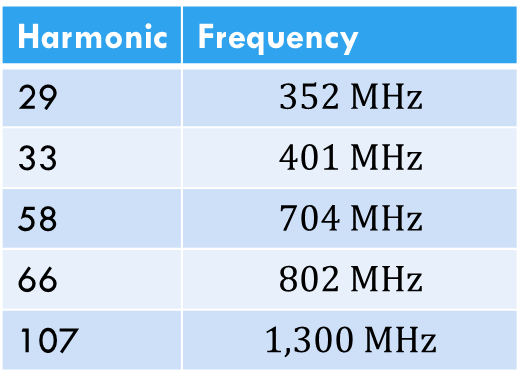 Harmonic Frequency
29 352 MHz
33 401 MHz
58 704 MHz
66 802 MHz
107 1,300 MHz